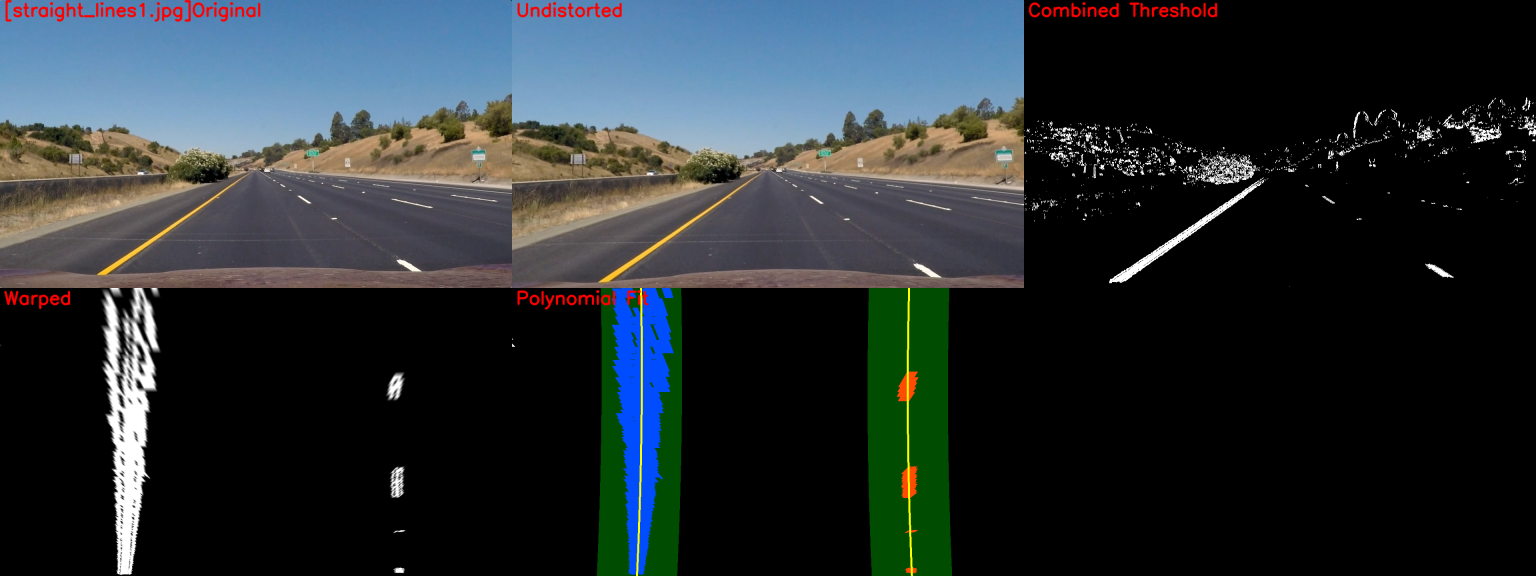 [straight_lines1.jpg]Original
Undistorted
Combined Threshold
Warped
Polynomial Fit